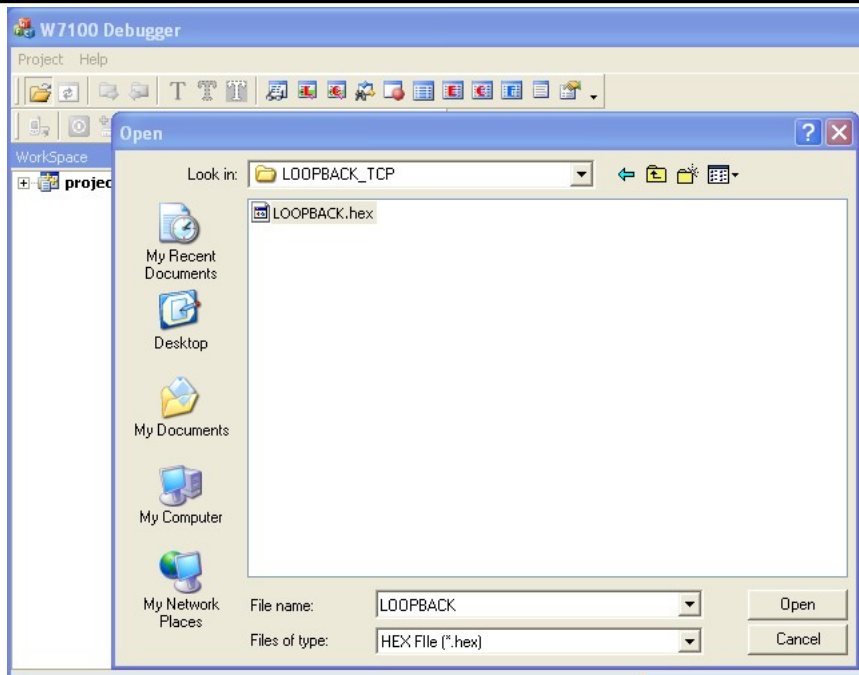 W7100 Debugger
Project Help
T T T
Open
WorkSpace
projec
Look in: LOOPBACK_TCP
LOOPBACK.hex
My Recent
Documents
Desktop
My Documents
My Computer
My Network
Places
File name: LOOPBACK Open
Files of type: HEX FIle (*.hex) Cancel